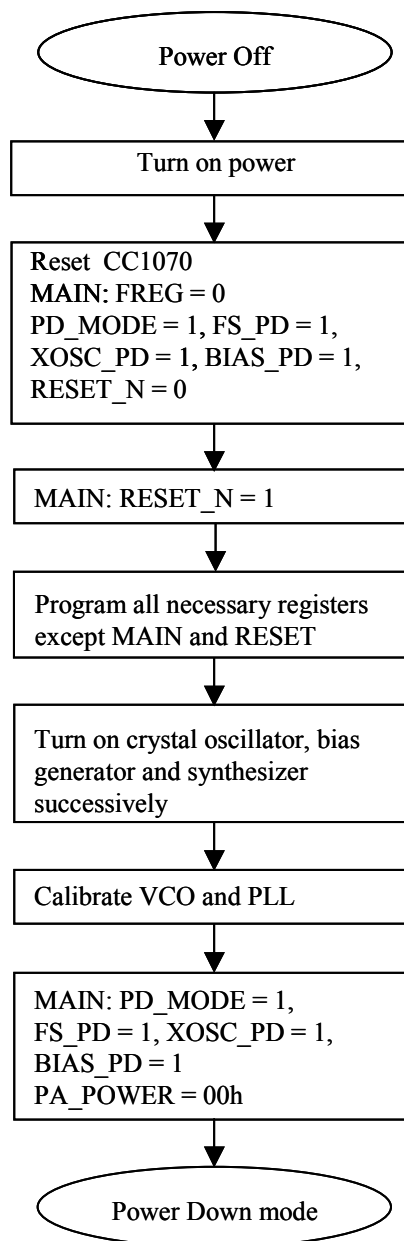 Power Off
Turn on power
Reset CC1070
MAIN: FREG = 0
PD_MODE = 1, FS_PD = 1,
XOSC_PD = 1, BIAS_PD = 1,
RESET_N = 0
MAIN: RESET_N = 1
Program all necessary registers
except MAIN and RESET
Turn on crystal oscillator, bias
generator and synthesizer
successively
Calibrate VCO and PLL
MAIN: PD_MODE = 1,
FS_PD = 1, XOSC_PD = 1,
BIAS_PD = 1
PA_POWER = 00h
Power Down mode